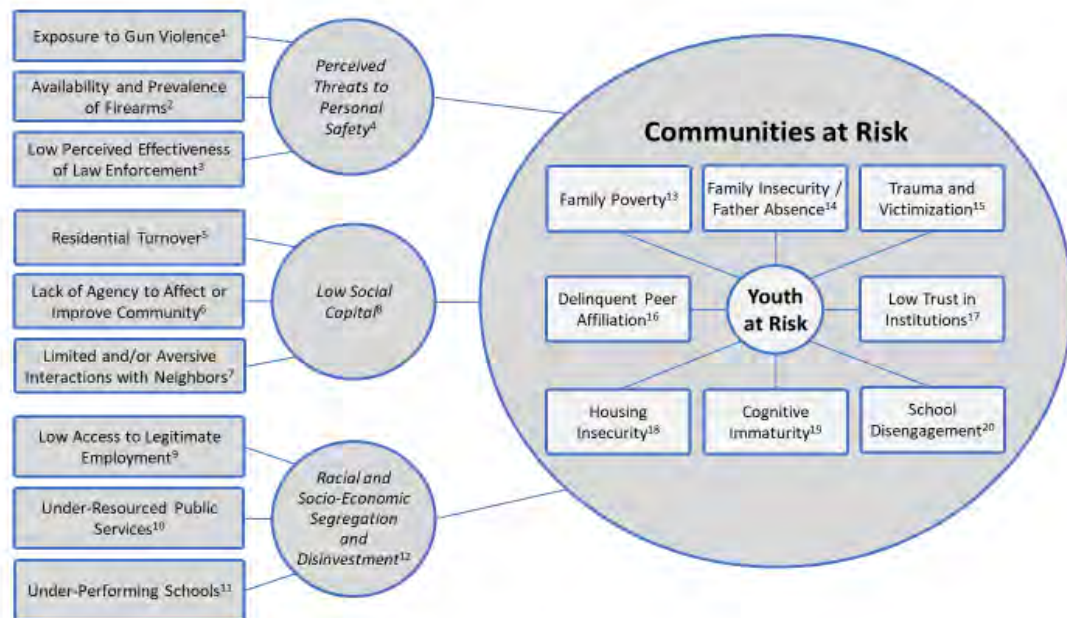 Exposure to Gun Violence¹
Availability and Prevalence
of Firearms²
Low Perceived Effectiveness
of Law Enforcement³
Perceived
Threats to
Personal
Safety⁴
Residential Turnover⁵
Lack of Agency to Affect or
Improve Community⁶
Limited and/or Aversive
Interactions with Neighbors⁷
Low Social
Capital⁸
Low Access to Legitimate
Employment⁹
Under-Resourced Public
Services¹⁰
Under-Performing Schools¹¹
Racial and
Socio-Economic
Segregation
and
Disinvestment¹²
Communities at Risk
Family Poverty¹³
Family Insecurity /
Father Absence¹⁴
Trauma and
Victimization¹⁵
Delinquent Peer
Affiliation¹⁶
Youth
at Risk
Low Trust in
Institutions¹⁷
Housing
Insecurity¹⁸
Cognitive
Immaturity¹⁹
School
Disengagement²⁰